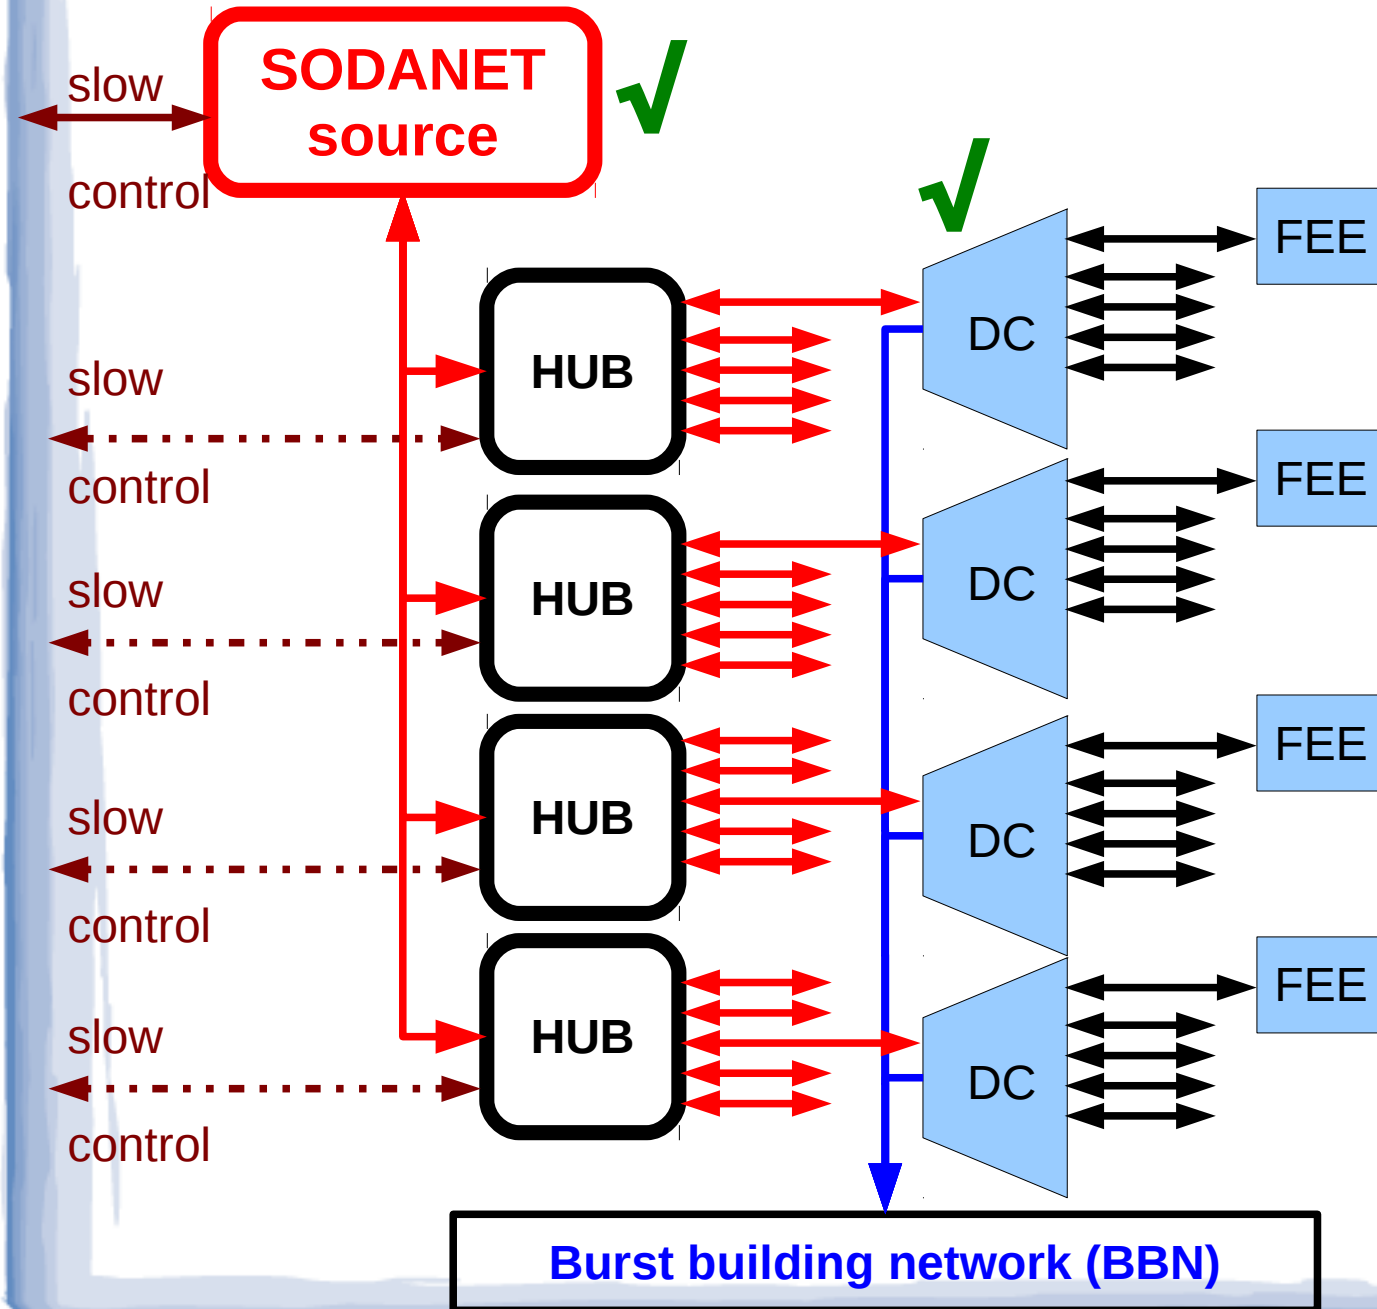 SODANET
source
slow
control
FEE
DC
slow
HUB
control
FEE
DC
slow
HUB
control
FEE
slow
HUB
DC
control
FEE
slow
HUB
DC
control
Burst building network (BBN)